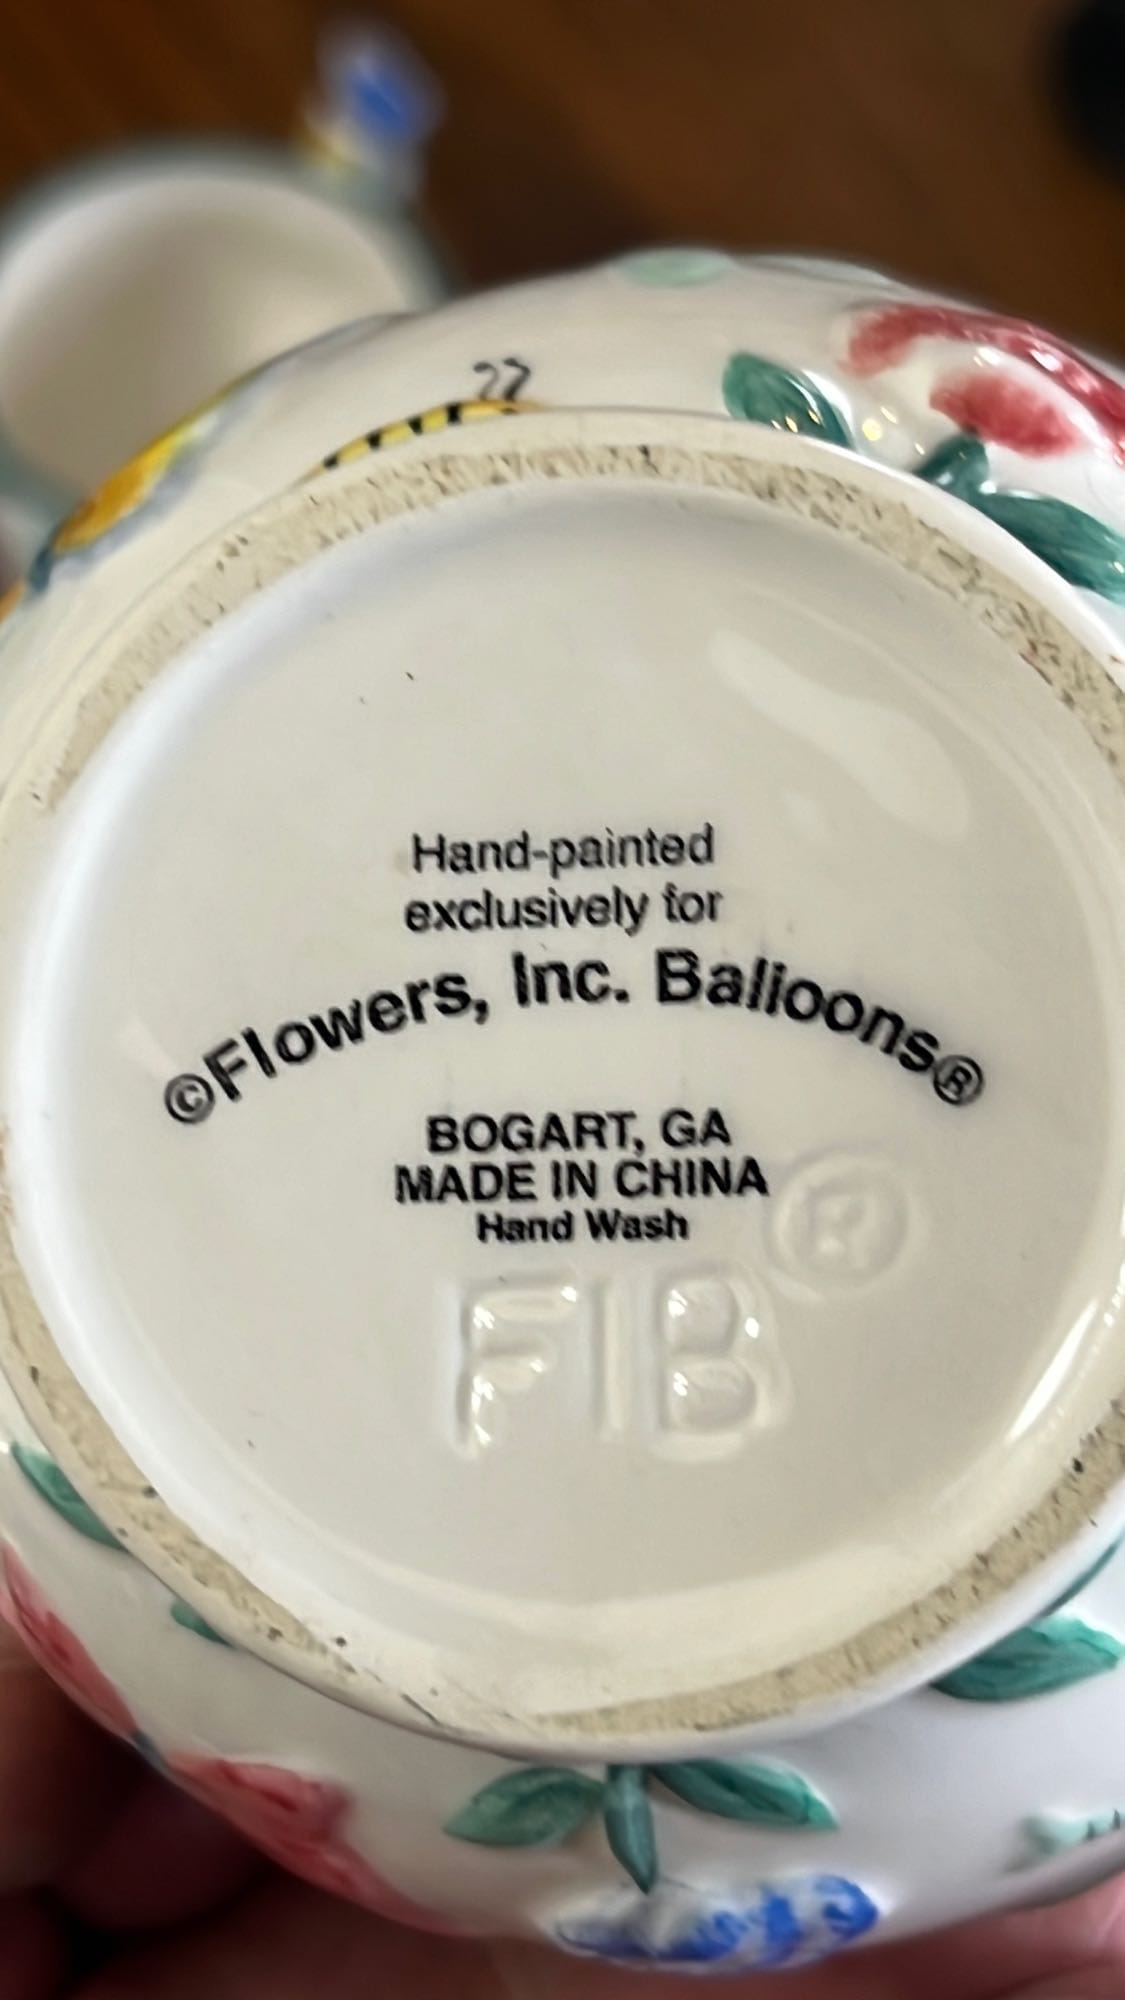 Hand-painted
exclusively for
©Flowers, Inc. Balloons®
BOGART, GA
MADE IN CHINA
Hand Wash
FIB®